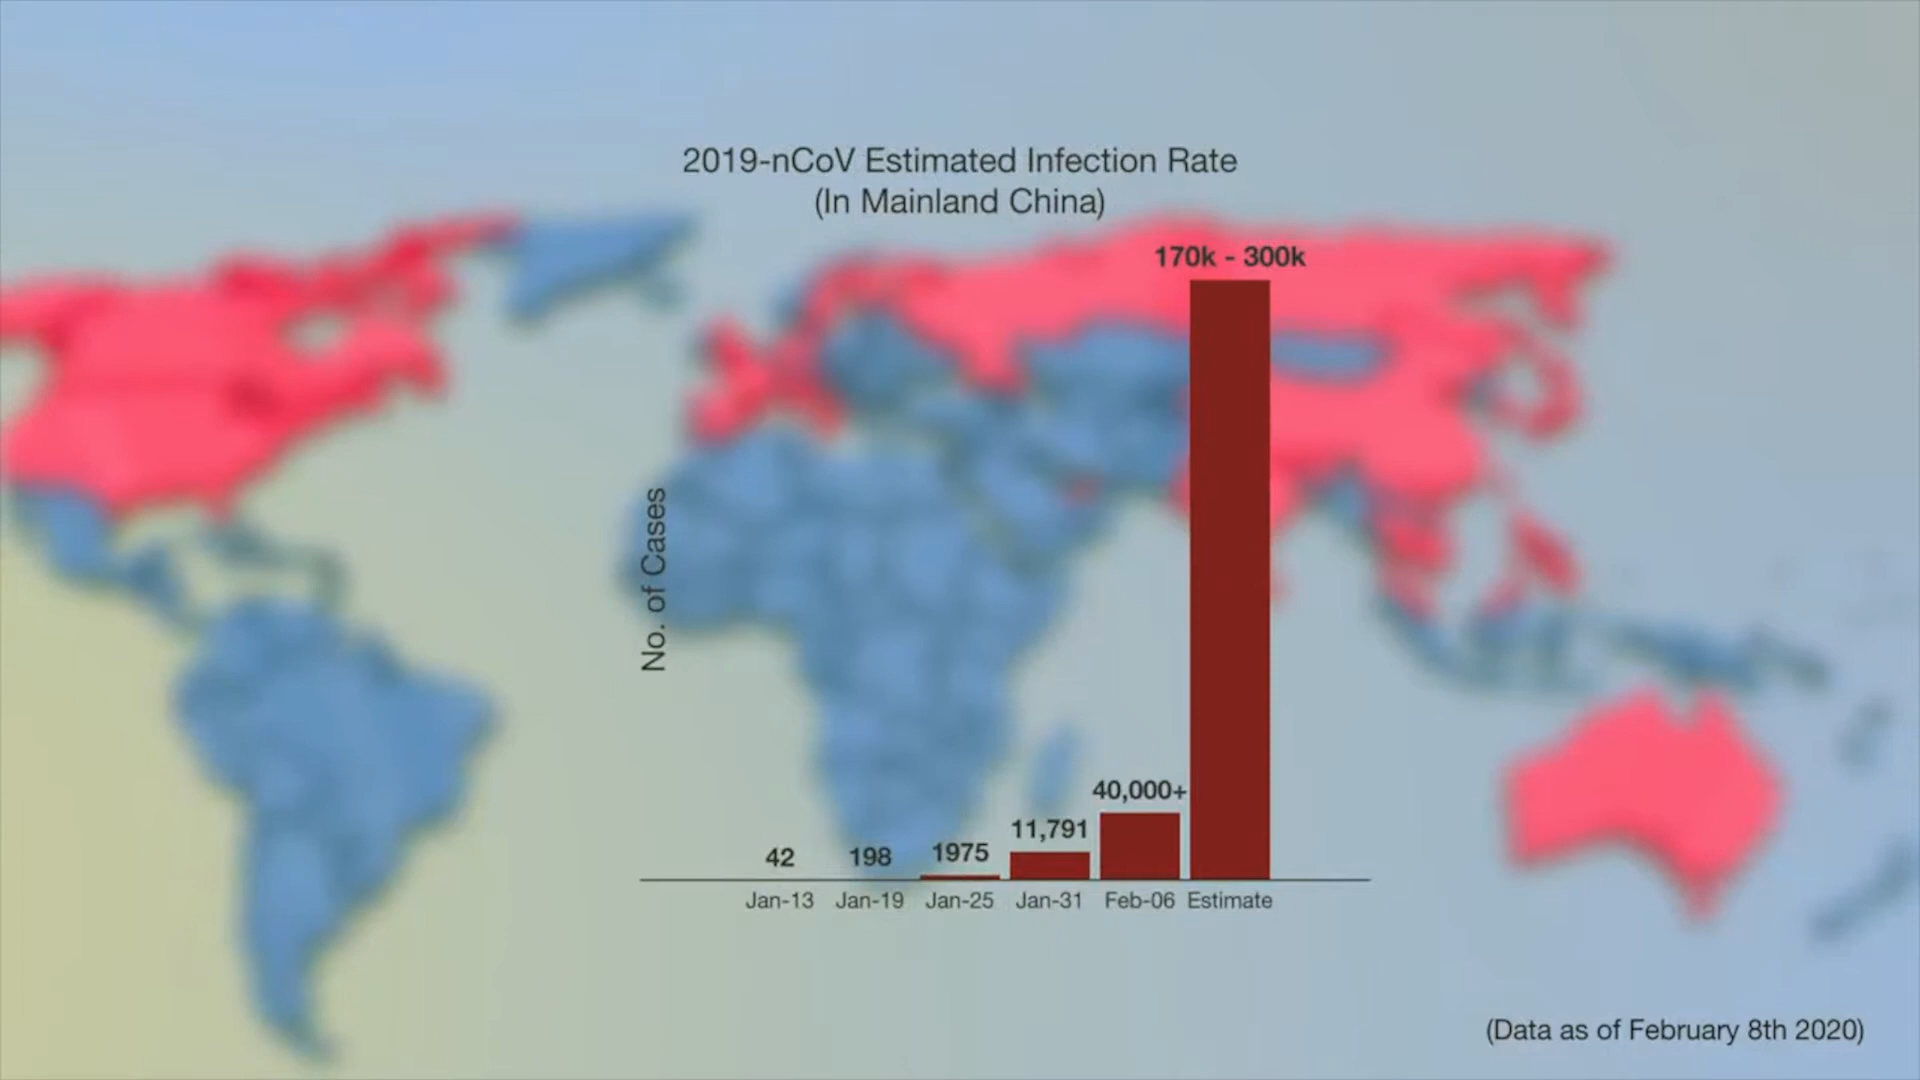 2019-nCoV Estimated Infection Rate
(In Mainland China)
170k - 300k
No. of Cases
40,000+
11,791
1975
198
42
Jan-13 Jan-19 Jan-25 Jan-31 Feb-06 Estimate
(Data as of February 8th 2020)